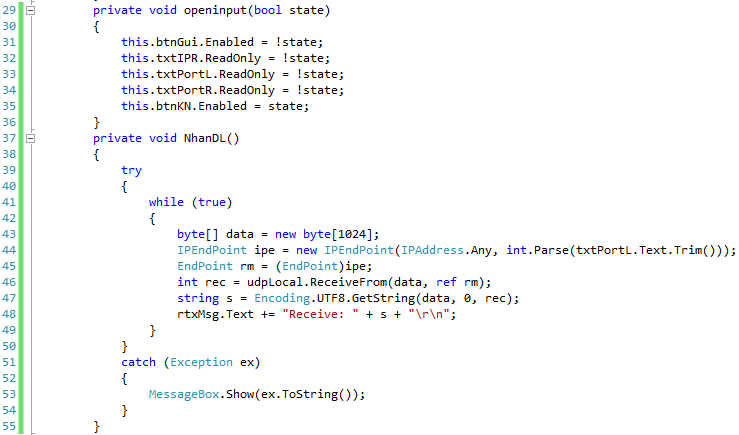 29 private void openinput(bool state)
30 {
31 this.btnGui.Enabled = !state;
32 this.txtIPR.ReadOnly = !state;
33 this.txtPortL.ReadOnly = !state;
34 this.txtPortR.ReadOnly = !state;
35 this.btnKN.Enabled = state;
36 }
37 private void NhanDL()
38 {
39 try
40 {
41 while (true)
42 {
43 byte[] data = new byte[1024];
44 IPEndPoint ipe = new IPEndPoint(IPAddress.Any, int.Parse(txtPortL.Text.Trim()));
45 EndPoint rm = (EndPoint)ipe;
46 int rec = udpLocal.ReceiveFrom(data, ref rm);
47 string s = Encoding.UTF8.GetString(data, 0, rec);
48 rtxMsg.Text += "Receive: " + s + "\r\n";
49 }
50 }
51 catch (Exception ex)
52 {
53 MessageBox.Show(ex.ToString());
54 }
55 }